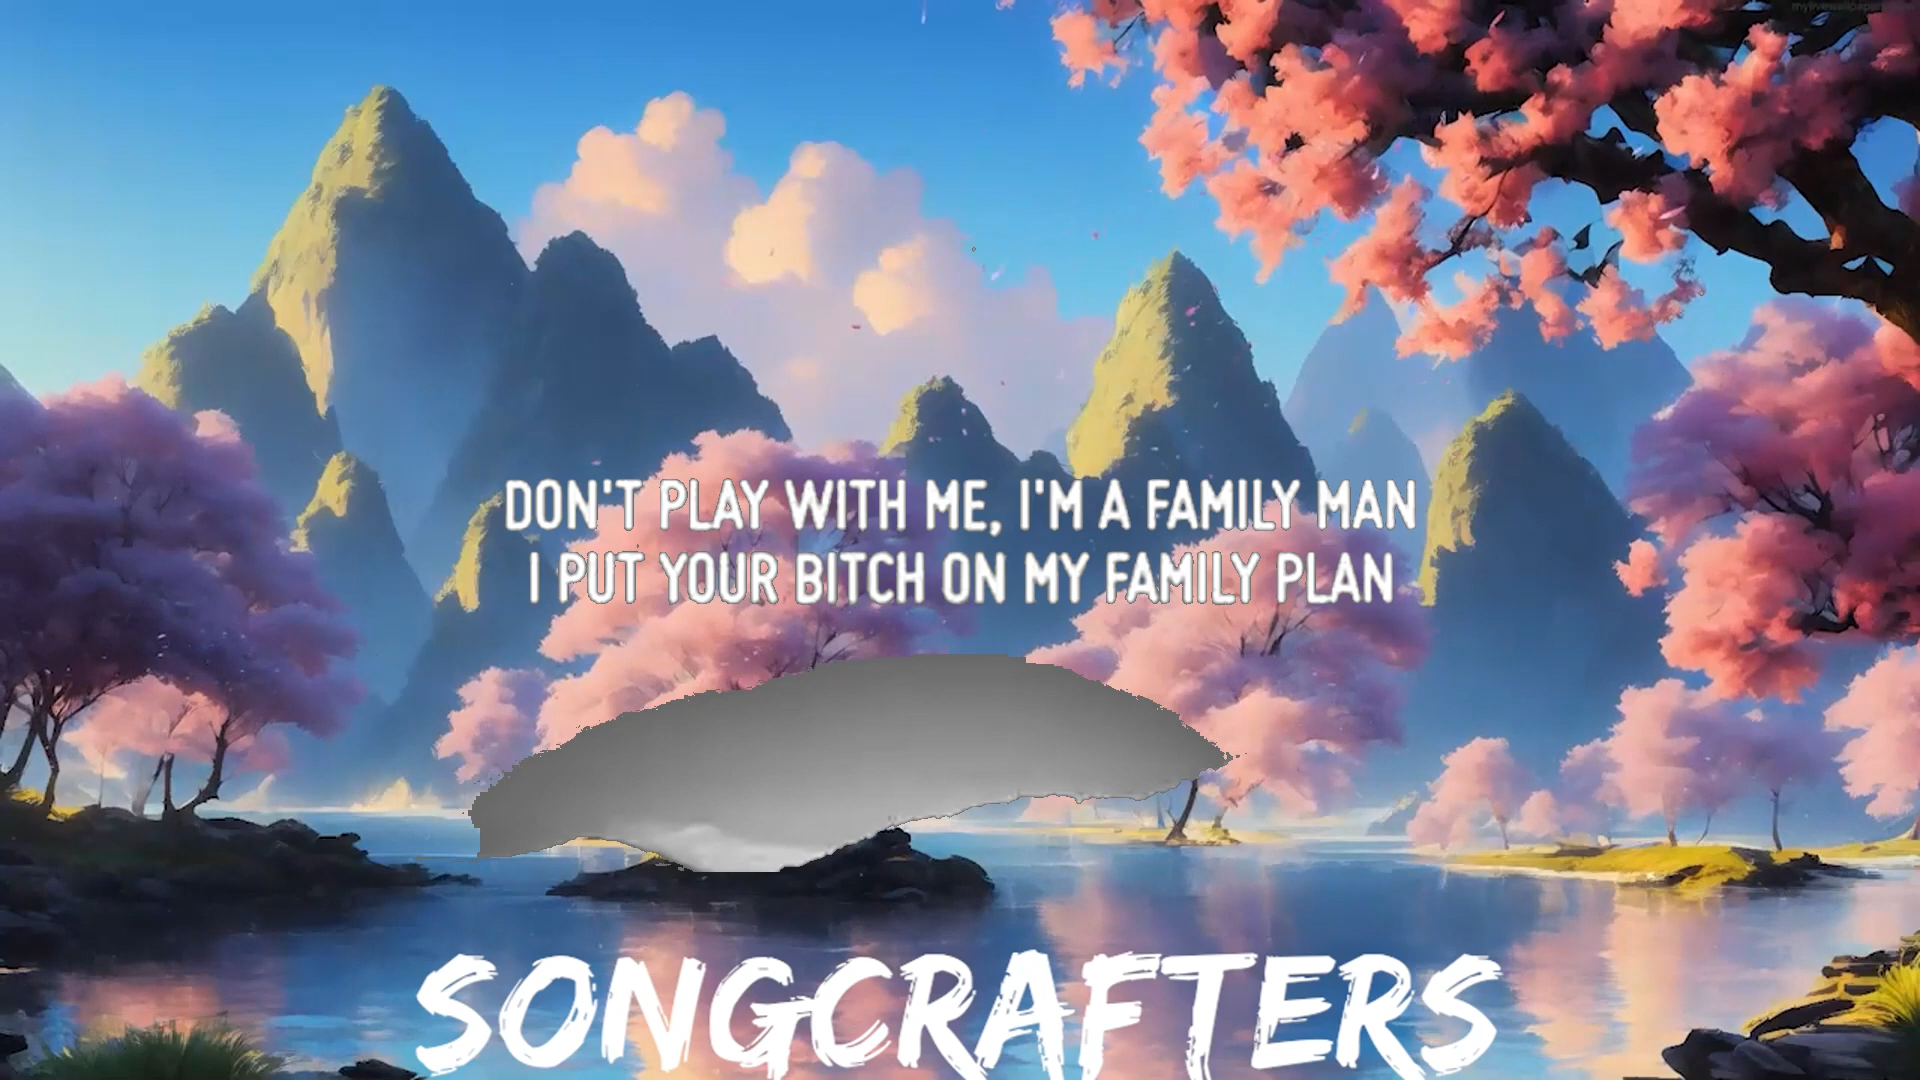 DON'T PLAY WITH ME, I'M A FAMILY MAN
I PUT YOUR BITCH ON MY FAMILY PLAN
SONGCRAFTERS